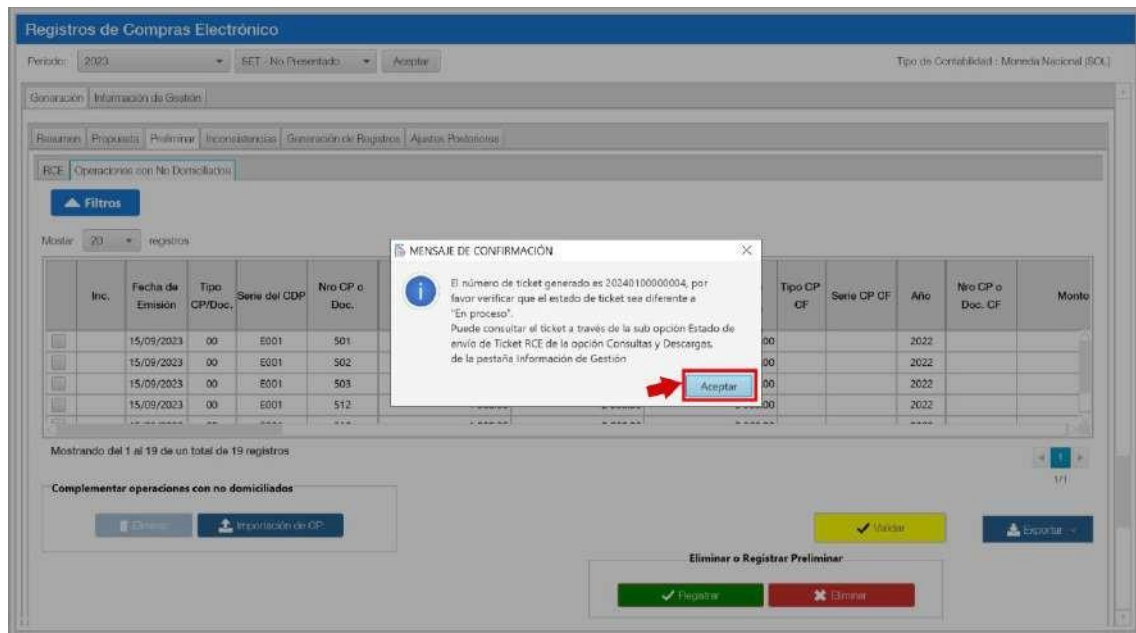 Registros de Compras Electrónico
Periodo: 2023 SET - No Presentado Aceptar Tipo de Contabilidad : Moneda Nacional (SOL)
Generación Información de Gestión
Resumen Propuesta Preliminar Inconsistencias Generación de Registros Ajustes Posteriores
RCE Operaciones con No Domiciliados
Filtros
Mostar 20 registros
MENSAJE DE CONFIRMACIÓN
El número de ticket generado es 20240100000004, por
favor verificar que el estado de ticket sea diferente a
"En proceso".
Puede consultar el ticket a través de la sub opción Estado de
envío de Ticket RCE de la opción Consultas y Descargas,
de la pestaña Información de Gestión
Aceptar
Inc. Fecha de Emisión Tipo CP/Doc. Serie del CDP Nro CP o Doc. Tipo CP CF Serie CP CF Año Nro CP o Doc. CF Monto
15/09/2023 00 E001 501 00 2022
15/09/2023 00 E001 502 00 2022
15/09/2023 00 E001 503 00 2022
15/09/2023 00 E001 512 00 2022
Mostrando del 1 al 19 de un total de 19 registros
1
1/1
Complementar operaciones con no domiciliados
Eliminar Importación de CP
Validar Exportar
Eliminar o Registrar Preliminar
Registrar Eliminar